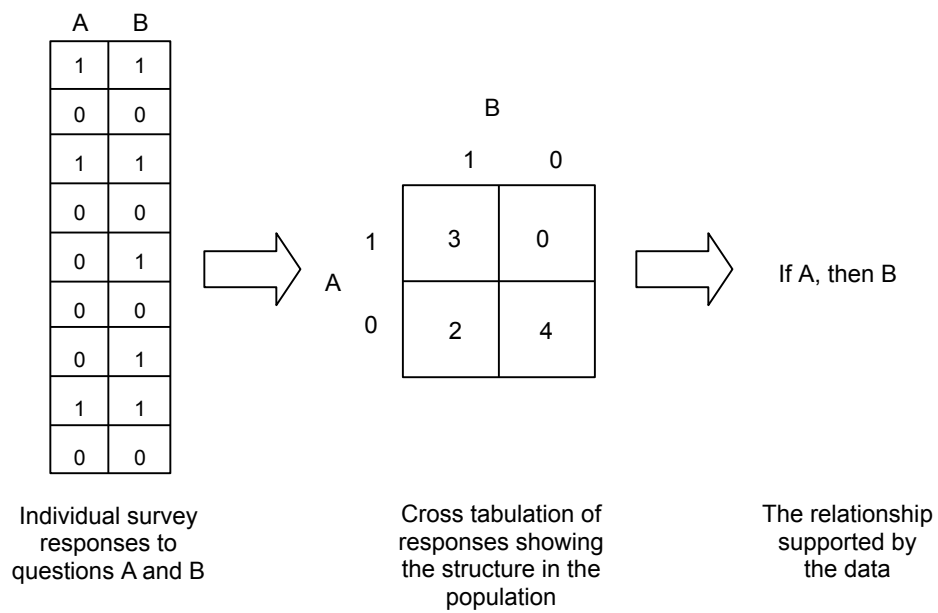 A B
1 1
0 0
1 1
0 0
0 1
0 0
0 1
1 1
0 0
Individual survey
responses to
questions A and B
B
1 0
1 3 0
A
0 2 4
Cross tabulation of
responses showing
the structure in the
population
If A, then B
The relationship
supported by
the data